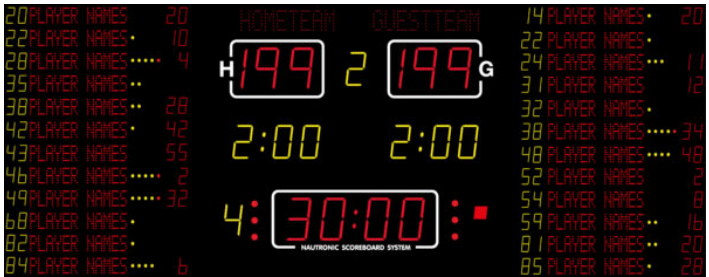 20 PLAYER NAMES 20
22 PLAYER NAMES 10
28 PLAYER NAMES 4
35 PLAYER NAMES
38 PLAYER NAMES 28
42 PLAYER NAMES 42
43 PLAYER NAMES 55
46 PLAYER NAMES 2
49 PLAYER NAMES 32
68 PLAYER NAMES
82 PLAYER NAMES
84 PLAYER NAMES 6
HOMETEAM GUESTTEAM
H 199 2 199 G
2:00 2:00
4 30:00
NAUTRONIC SCOREBOARD SYSTEM
14 PLAYER NAMES 20
22 PLAYER NAMES
24 PLAYER NAMES 11
31 PLAYER NAMES 12
32 PLAYER NAMES
38 PLAYER NAMES 34
48 PLAYER NAMES 48
52 PLAYER NAMES 2
54 PLAYER NAMES 8
59 PLAYER NAMES 16
81 PLAYER NAMES 20
85 PLAYER NAMES 28